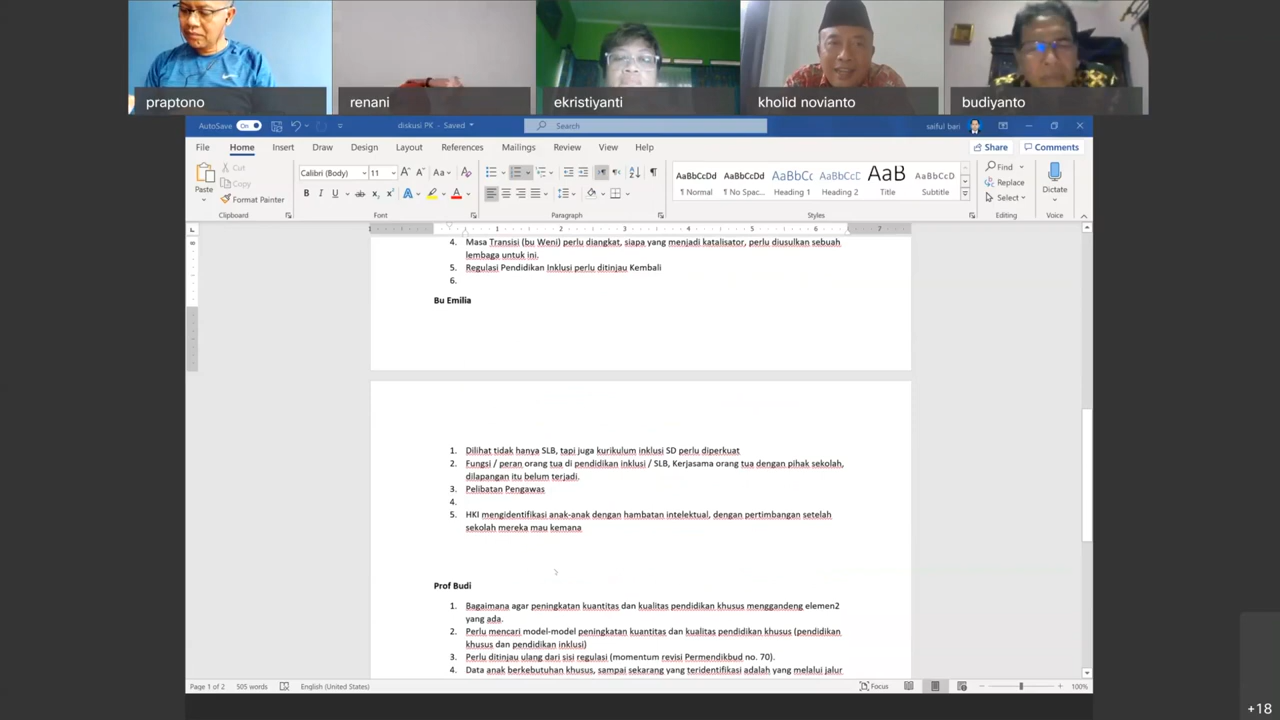 praptono
renani
ekristiyanti
kholid novianto
budiyanto
AutoSave On
diskusi PK - Saved
Search
saiful bari
File Home Insert Draw Design Layout References Mailings Review View Help
Share Comments
Paste
Cut
Copy
Format Painter
Clipboard
Calibri (Body) 11
Font
Paragraph
AaBbCcDd AaBbCcDd AaBbCc AaBbCcD AaB AaBbCcD
¶ Normal ¶ No Spac... Heading 1 Heading 2 Title Subtitle
Styles
Find
Replace
Select
Editing
Dictate
Voice
1 1 2 3 4 5 6 7
4. Masa Transisi (bu Weni) perlu diangkat, siapa yang menjadi katalisator, perlu diusulkan sebuah
lembaga untuk ini.
5. Regulasi Pendidikan Inklusi perlu ditinjau Kembali
6.
Bu Emilia
1. Dilihat tidak hanya SLB, tapi juga kurikulum inklusi SD perlu diperkuat
2. Fungsi / peran orang tua di pendidikan inklusi / SLB, Kerjasama orang tua dengan pihak sekolah,
dilapangan itu belum terjadi.
3. Pelibatan Pengawas
4.
5. HKI mengidentifikasi anak-anak dengan hambatan intelektual, dengan pertimbangan setelah
sekolah mereka mau kemana
Prof Budi
1. Bagaimana agar peningkatan kuantitas dan kualitas pendidikan khusus menggandeng elemen2
yang ada.
2. Perlu mencari model-model peningkatan kuantitas dan kualitas pendidikan khusus (pendidikan
khusus dan pendidikan inklusi)
3. Perlu ditinjau ulang dari sisi regulasi (momentum revisi Permendikbud no. 70).
4. Data anak berkebutuhan khusus, sampai sekarang yang teridentifikasi adalah yang melalui jalur
Page 1 of 2 505 words English (United States) Focus 100%
+18